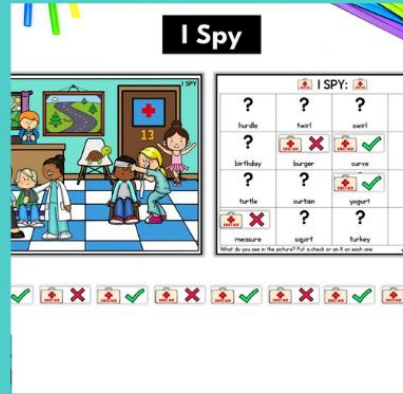 I Spy
I SPY
13
I SPY:
? ? ?
hurdle twirl swirl
?
birthday burger curve
? ?
turtle curtain yogurt
? ?
measure squirt turkey
What do you see in the picture? Put a check or an X on each one.